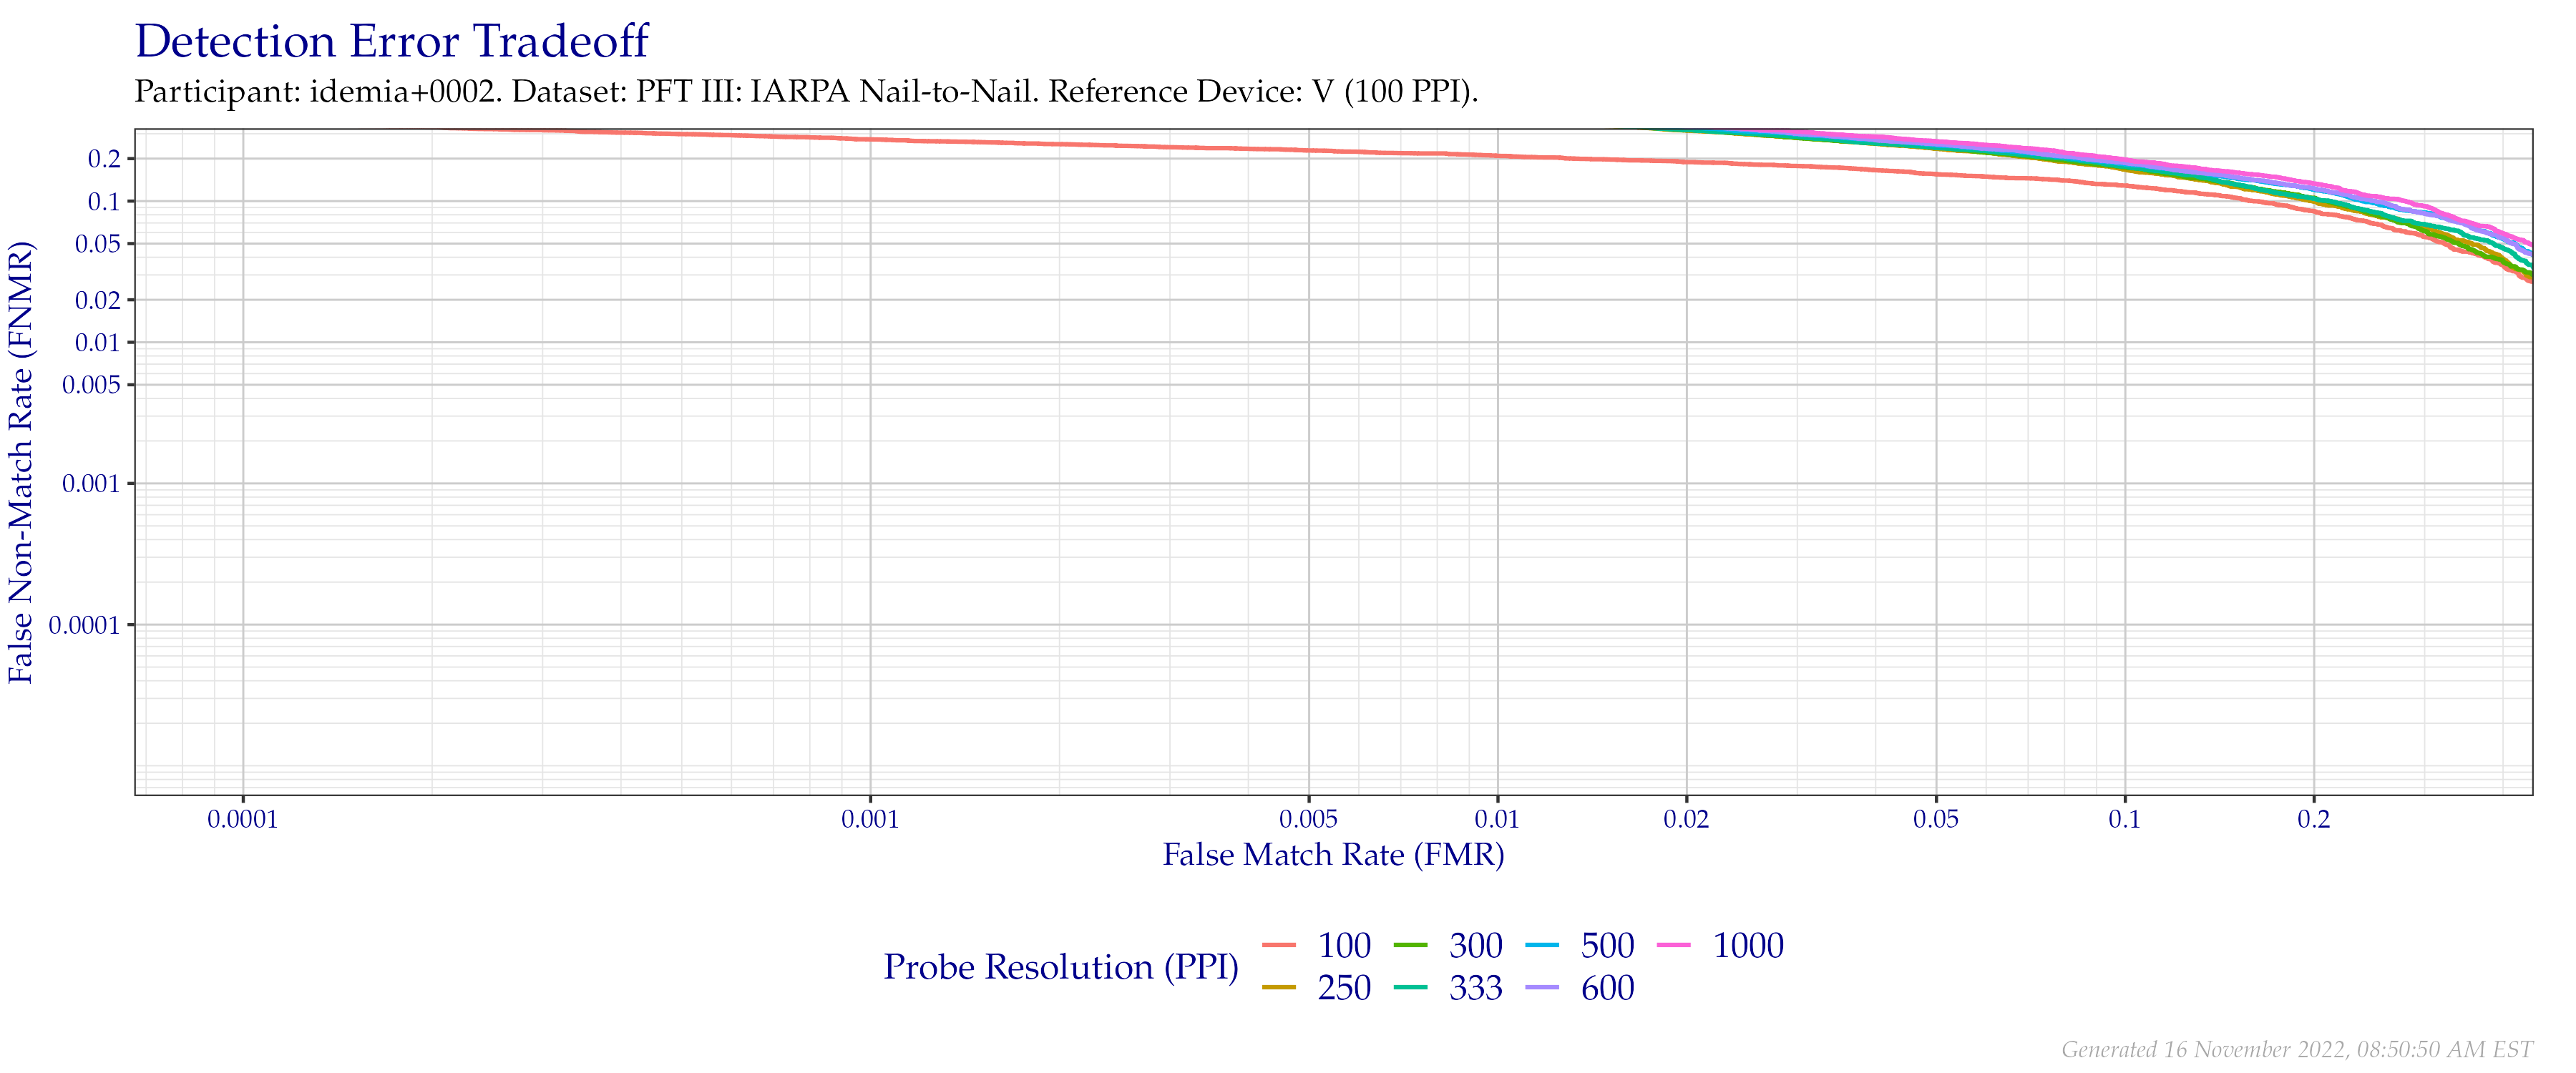 Detection Error Tradeoff
Participant: idemia+0002. Dataset: PFT III: IARPA Nail-to-Nail. Reference Device: V (100 PPI).
False Non-Match Rate (FNMR)
0.2
0.1
0.05
0.02
0.01
0.005
0.001
0.0001
0.0001 0.001 0.005 0.01 0.02 0.05 0.1 0.2
False Match Rate (FMR)
Probe Resolution (PPI)
100 300 500 1000
250 333 600
Generated 16 November 2022, 08:50:50 AM EST